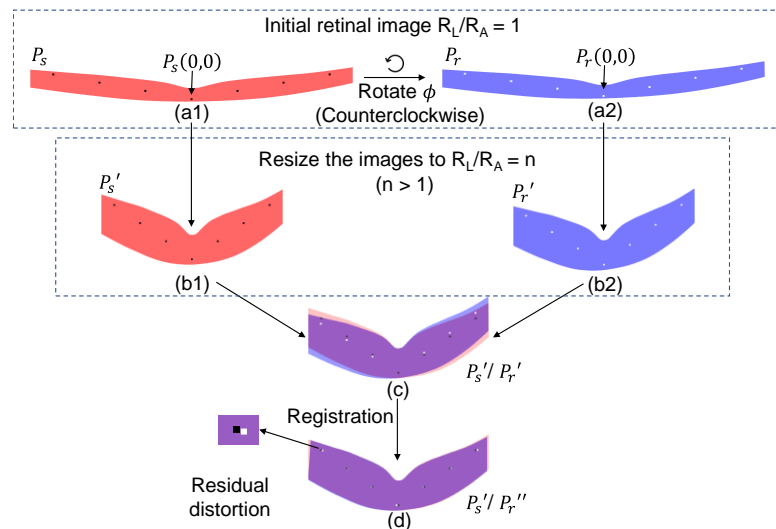 Initial retinal image R_L/R_A = 1
P_s
P_s(0,0)
P_r
P_r(0,0)
Rotate ϕ
(Counterclockwise)
(a1)
(a2)
Resize the images to R_L/R_A = n
(n > 1)
P_s′
P_r′
(b1)
(b2)
P_s′/ P_r′
(c)
Registration
Residual
distortion
P_s′/ P_r′′
(d)